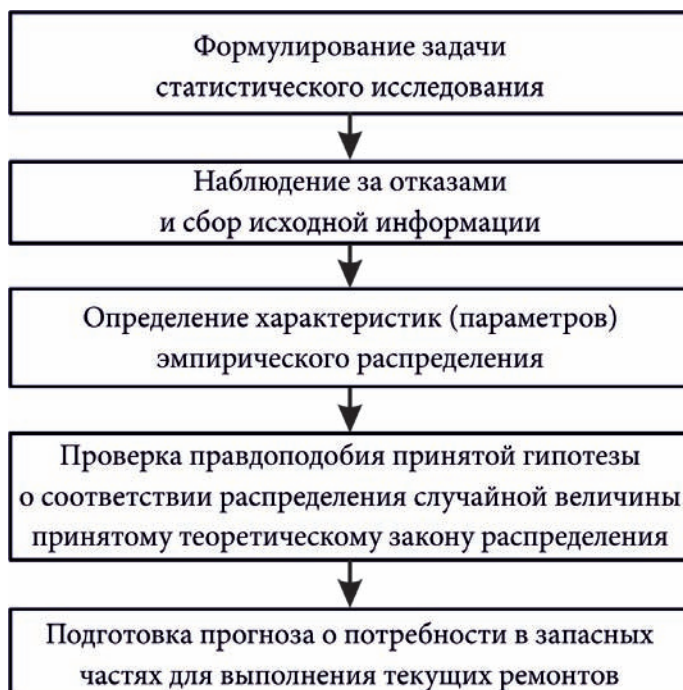 Формулирование задачи
статистического исследования
Наблюдение за отказами
и сбор исходной информации
Определение характеристик (параметров)
эмпирического распределения
Проверка правдоподобия принятой гипотезы
о соответствии распределения случайной величины
принятому теоретическому закону распределения
Подготовка прогноза о потребности в запасных
частях для выполнения текущих ремонтов